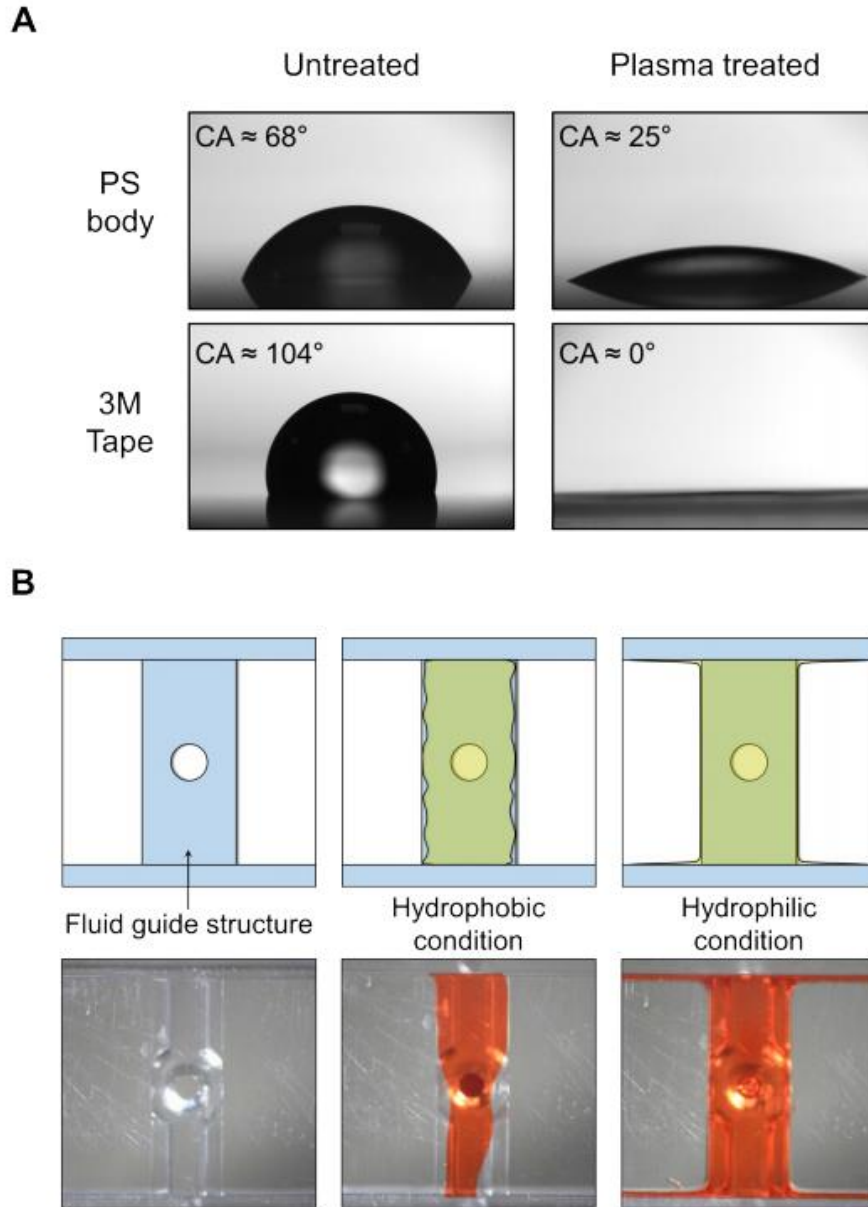 A
Untreated
Plasma treated
PS
body
CA ≈ 68°
CA ≈ 25°
3M
Tape
CA ≈ 104°
CA ≈ 0°
B
Fluid guide structure
Hydrophobic
condition
Hydrophilic
condition